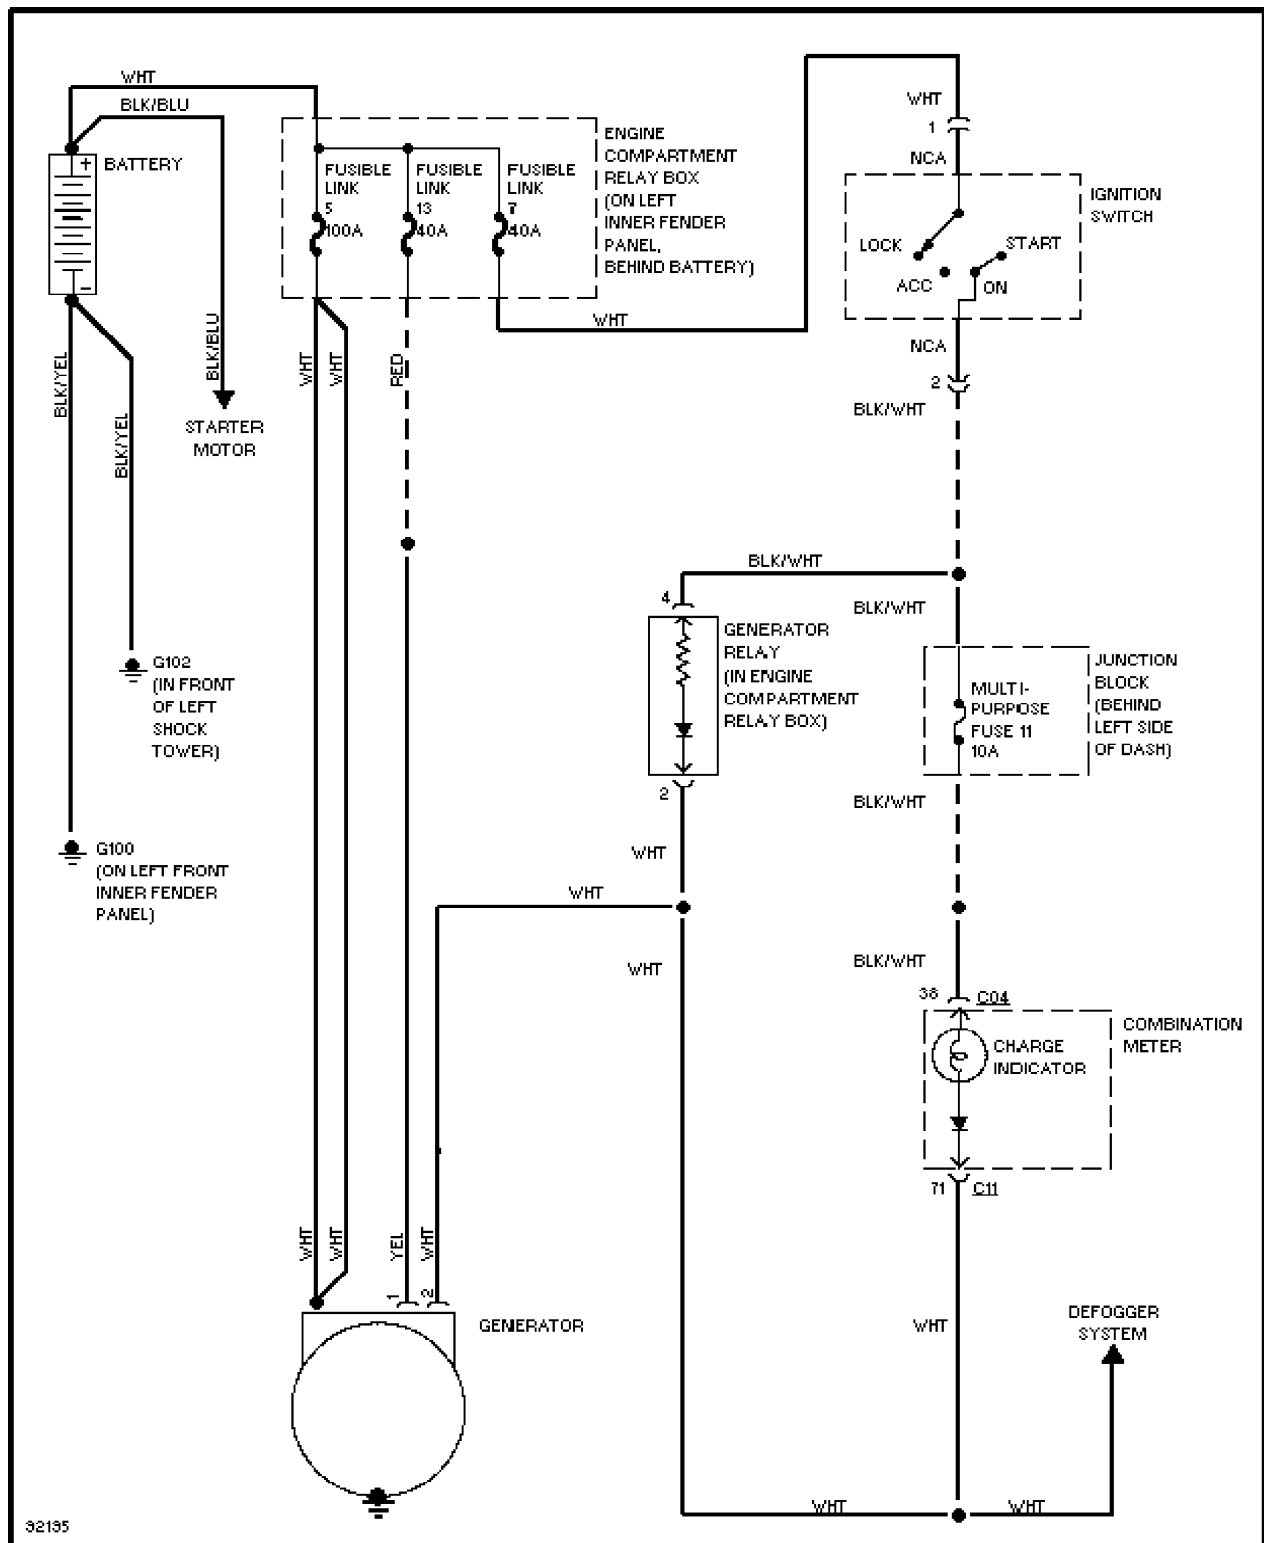 WHT
BLK/BLU
BATTERY
+
-
FUSIBLE
LINK
5
100A
FUSIBLE
LINK
13
40A
FUSIBLE
LINK
7
40A
ENGINE
COMPARTMENT
RELAY BOX
(ON LEFT
INNER FENDER
PANEL,
BEHIND BATTERY)
WHT
1
NCA
IGNITION
SWITCH
LOCK
START
ACC
ON
WHT
NCA
2
BLK/WHT
BLK/YEL
BLK/YEL
BLK/BLU
STARTER
MOTOR
WHT
WHT
RED
BLK/WHT
4
BLK/WHT
GENERATOR
RELAY
(IN ENGINE
COMPARTMENT
RELAY BOX)
2
MULTI-
PURPOSE
FUSE 11
10A
JUNCTION
BLOCK
(BEHIND
LEFT SIDE
OF DASH)
BLK/WHT
G102
(IN FRONT
OF LEFT
SHOCK
TOWER)
G100
(ON LEFT FRONT
INNER FENDER
PANEL)
WHT
WHT
WHT
BLK/WHT
38 C04
CHARGE
INDICATOR
COMBINATION
METER
71 C11
WHT
WHT
YEL
WHT
1
2
GENERATOR
WHT
DEFOGGER
SYSTEM
WHT
WHT
92195